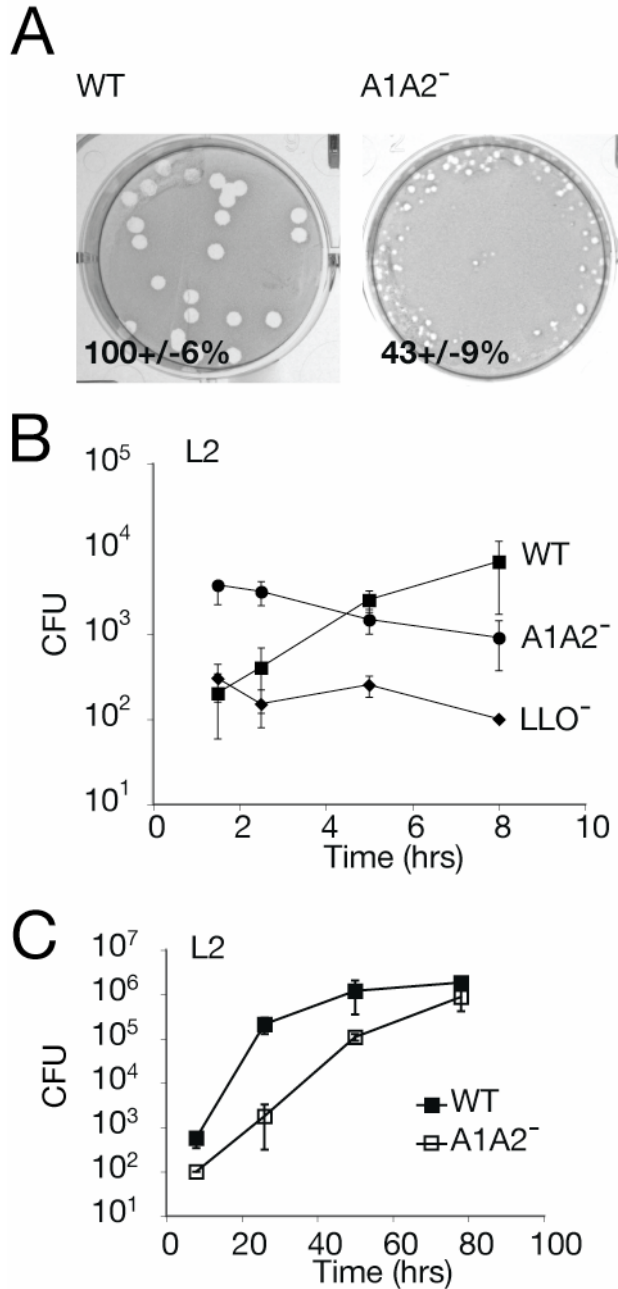 A
WT A1A2⁻
100+/-6% 43+/-9%
B
L2
10⁵
10⁴
10³
10²
10¹
CFU
WT
A1A2⁻
LLO⁻
0 2 4 6 8 10
Time (hrs)
C
L2
10⁷
10⁶
10⁵
10⁴
10³
10²
10¹
CFU
WT
A1A2⁻
0 20 40 60 80 100
Time (hrs)